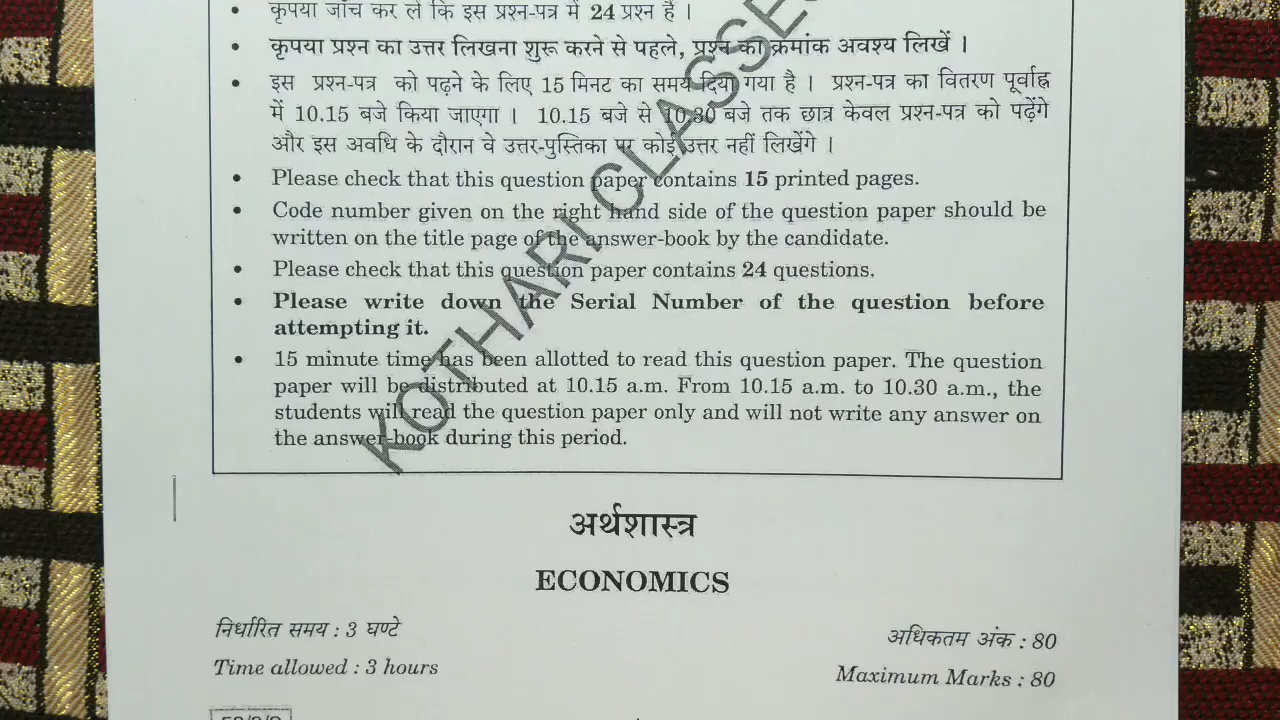 • कृपया जाँच कर लें कि इस प्रश्न-पत्र में 24 प्रश्न हैं ।
• कृपया प्रश्न का उत्तर लिखना शुरू करने से पहले, प्रश्न का क्रमांक अवश्य लिखें ।
• इस प्रश्न-पत्र को पढ़ने के लिए 15 मिनट का समय दिया गया है । प्रश्न-पत्र का वितरण पूर्वाह्न
में 10.15 बजे किया जाएगा । 10.15 बजे से 10.30 बजे तक छात्र केवल प्रश्न-पत्र को पढ़ेंगे
और इस अवधि के दौरान वे उत्तर-पुस्तिका पर कोई उत्तर नहीं लिखेंगे ।
• Please check that this question paper contains 15 printed pages.
• Code number given on the right hand side of the question paper should be
written on the title page of the answer-book by the candidate.
• Please check that this question paper contains 24 questions.
• Please write down the Serial Number of the question before
attempting it.
• 15 minute time has been allotted to read this question paper. The question
paper will be distributed at 10.15 a.m. From 10.15 a.m. to 10.30 a.m., the
students will read the question paper only and will not write any answer on
the answer-book during this period.
KOTHARI CLASSE
अर्थशास्त्र
ECONOMICS
निर्धारित समय : 3 घण्टे
अधिकतम अंक : 80
Time allowed : 3 hours
Maximum Marks : 80